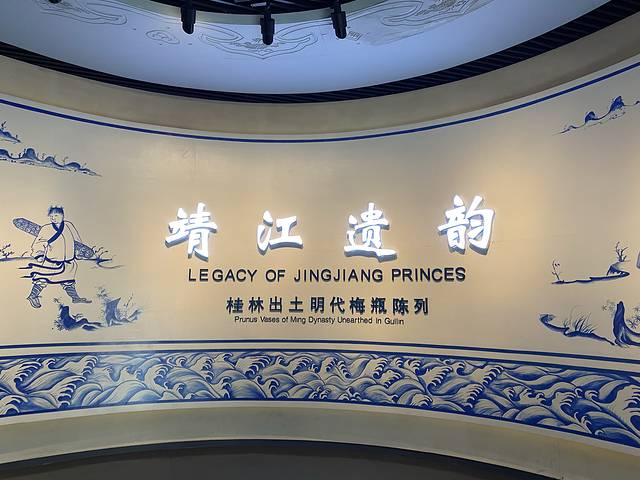 靖江遗韵
LEGACY OF JINGJIANG PRINCES
桂林出土明代梅瓶陈列
Prunus Vases of Ming Dynasty Unearthed in Guilin